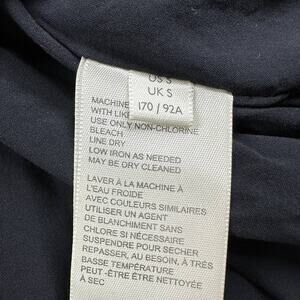 US S
UK S
170 / 92A
MACHINE
WITH LIKE
USE ONLY NON-CHLORINE
BLEACH
LINE DRY
LOW IRON AS NEEDED
MAY BE DRY CLEANED
LAVER À LA MACHINE À
L'EAU FROIDE
AVEC COULEURS SIMILAIRES
UTILISER UN AGENT
DE BLANCHIMENT SANS
CHLORE SI NÉCESSAIRE
SUSPENDRE POUR SÉCHER
REPASSER, AU BESOIN, À TRÈS
BASSE TEMPÉRATURE
PEUT -ÊTRE ÊTRE NETTOYÉE
À SEC